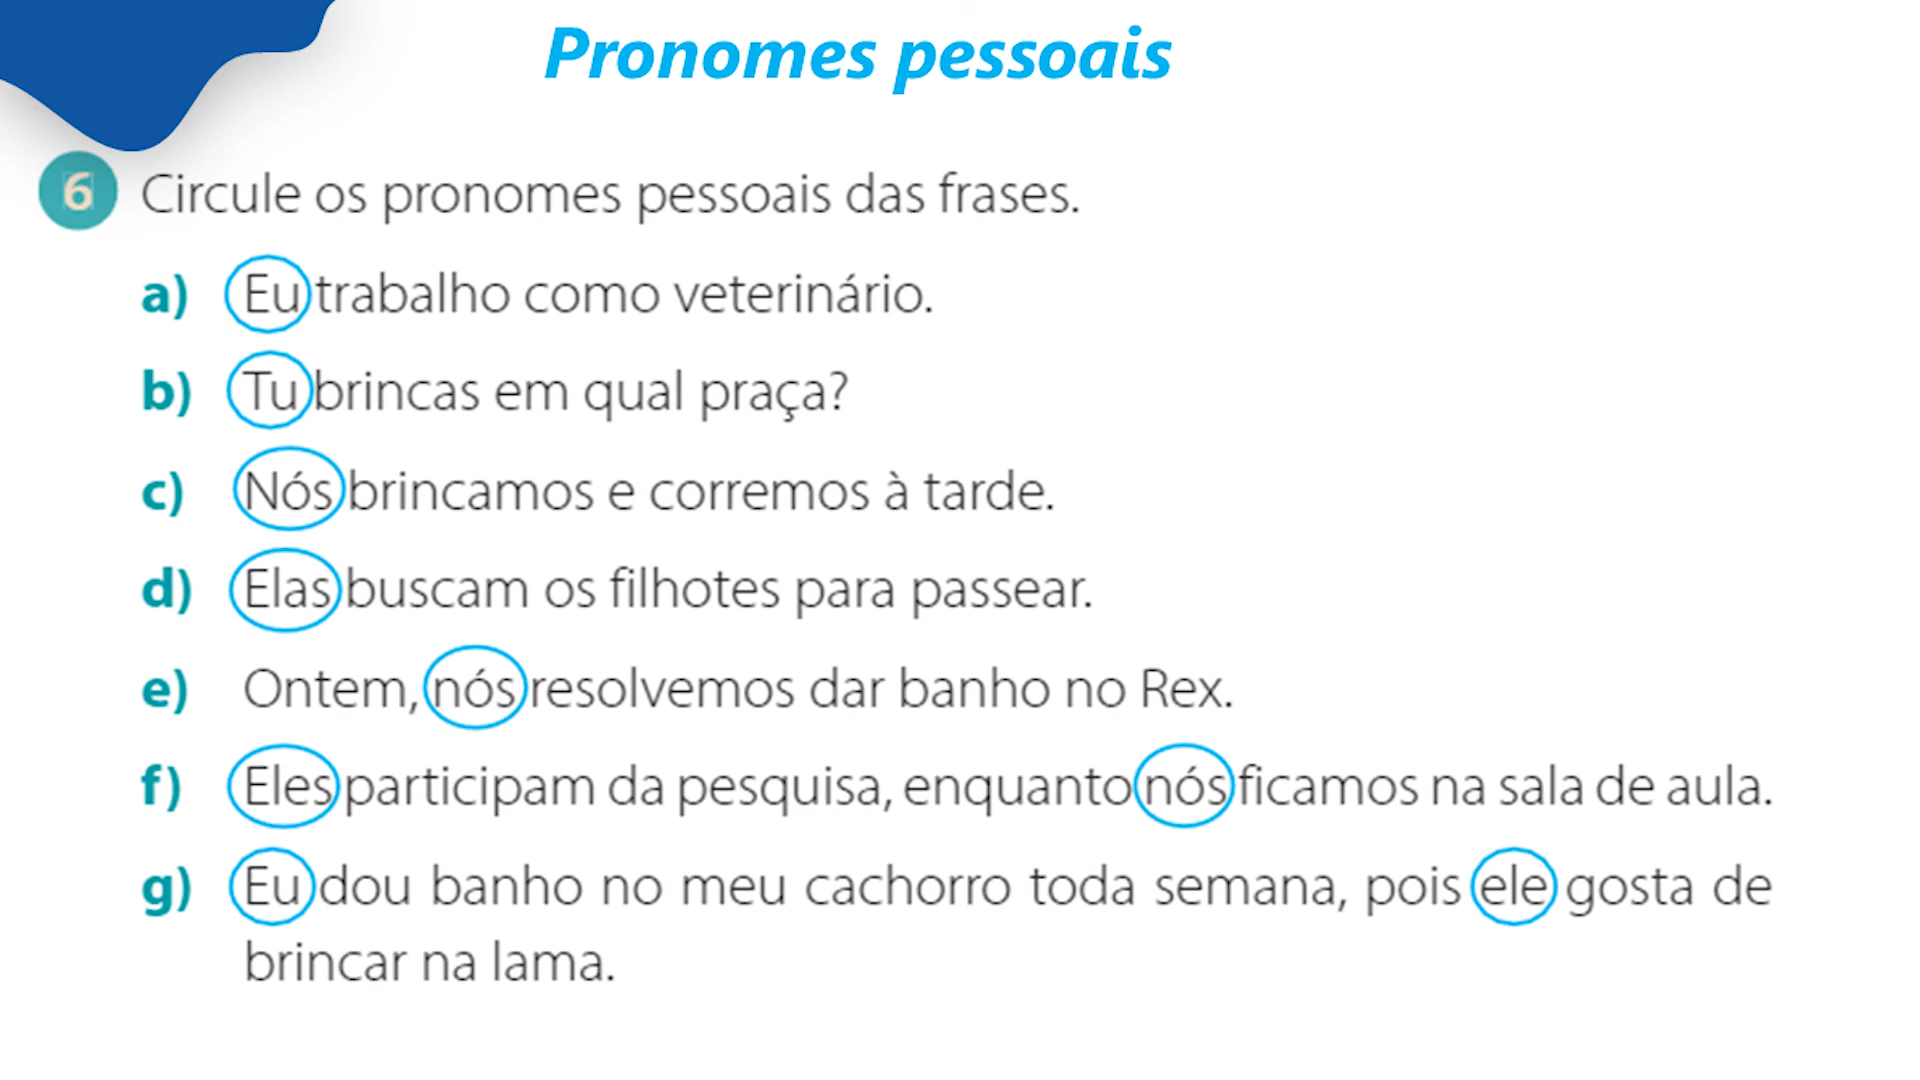 Pronomes pessoais
6 Circule os pronomes pessoais das frases.
a) Eu trabalho como veterinário.
b) Tu brincas em qual praça?
c) Nós brincamos e corremos à tarde.
d) Elas buscam os filhotes para passear.
e) Ontem, nós resolvemos dar banho no Rex.
f) Eles participam da pesquisa, enquanto nós ficamos na sala de aula.
g) Eu dou banho no meu cachorro toda semana, pois ele gosta de
brincar na lama.